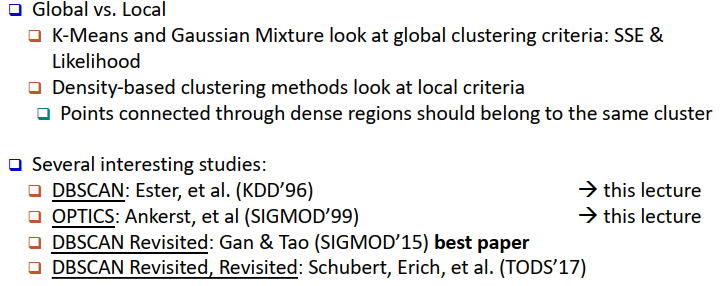 Global vs. Local
K-Means and Gaussian Mixture look at global clustering criteria: SSE &
Likelihood
Density-based clustering methods look at local criteria
Points connected through dense regions should belong to the same cluster
Several interesting studies:
DBSCAN: Ester, et al. (KDD’96) → this lecture
OPTICS: Ankerst, et al (SIGMOD’99) → this lecture
DBSCAN Revisited: Gan & Tao (SIGMOD’15) best paper
DBSCAN Revisited, Revisited: Schubert, Erich, et al. (TODS’17)